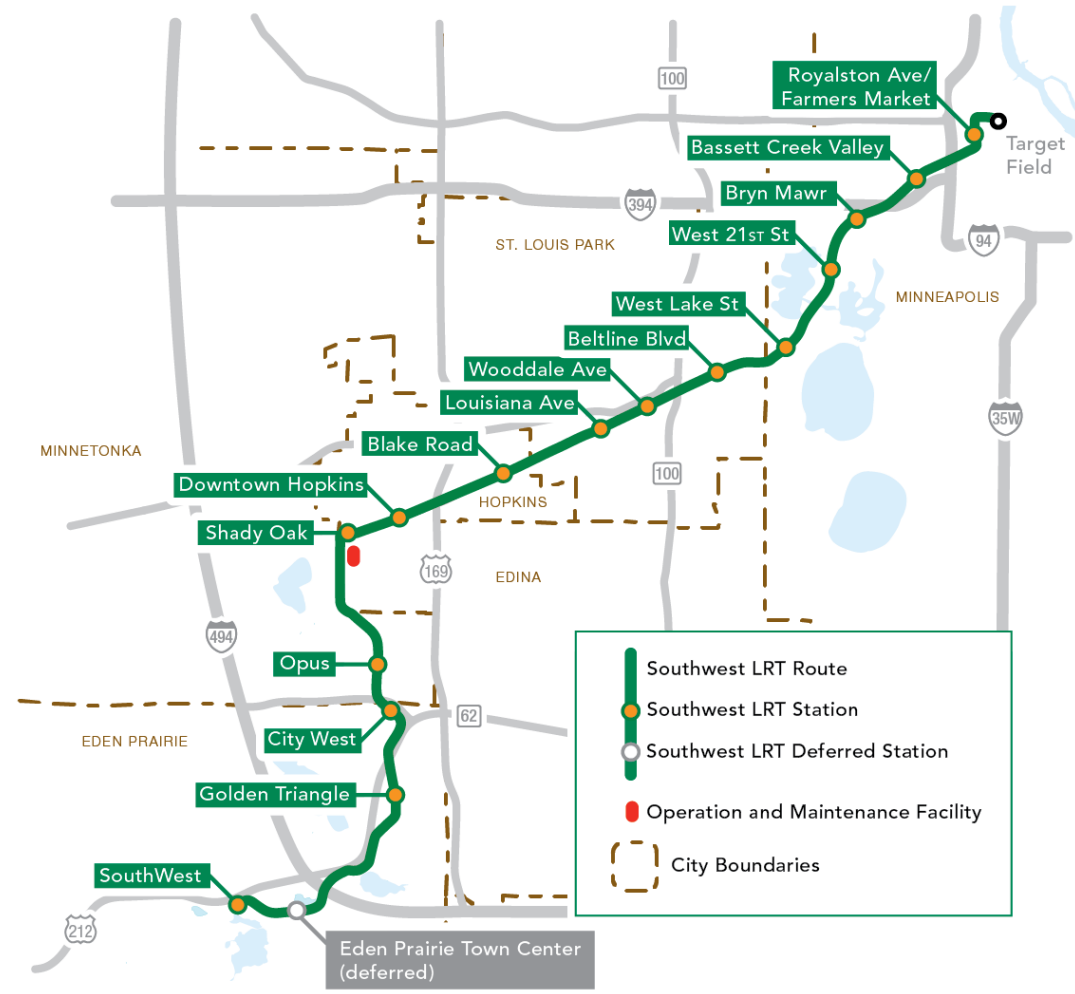 100
Royalston Ave/
Farmers Market
Target
Field
Bassett Creek Valley
Bryn Mawr
394
West 21ST St
94
ST. LOUIS PARK
MINNEAPOLIS
West Lake St
Beltline Blvd
Wooddale Ave
Louisiana Ave
35W
Blake Road
MINNETONKA
100
Downtown Hopkins
HOPKINS
Shady Oak
169
EDINA
494
Opus
62
EDEN PRAIRIE
City West
Golden Triangle
SouthWest
212
Eden Prairie Town Center
(deferred)
Southwest LRT Route
Southwest LRT Station
Southwest LRT Deferred Station
Operation and Maintenance Facility
City Boundaries